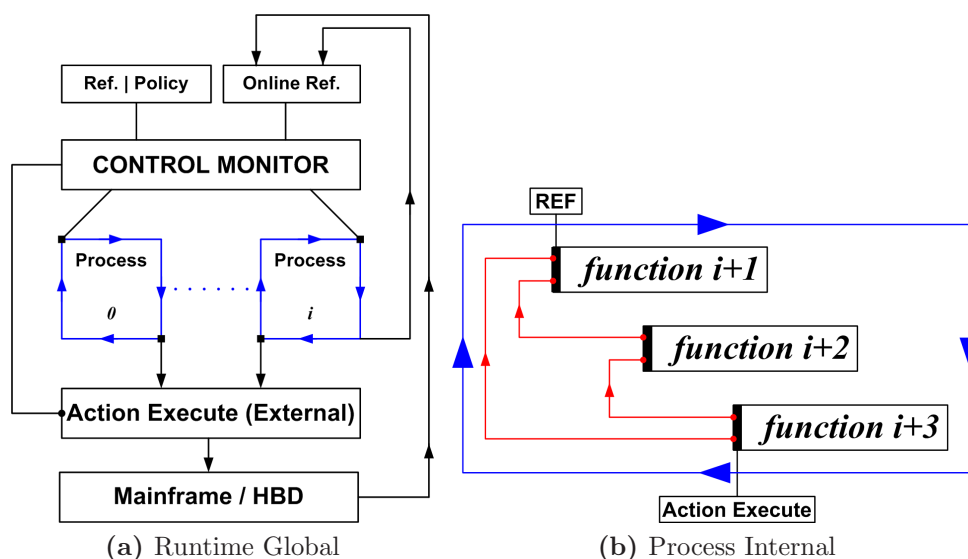 Ref. | Policy
Online Ref.
CONTROL MONITOR
Process
Process
0
i
Action Execute (External)
Mainframe / HBD
(a) Runtime Global
REF
function i+1
function i+2
function i+3
Action Execute
(b) Process Internal